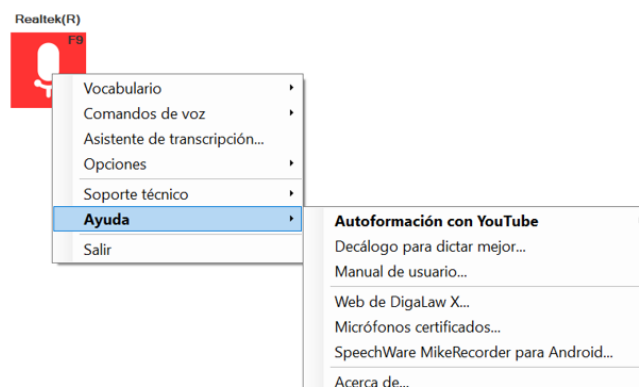 Realtek(R)
F9
Vocabulario
Comandos de voz
Asistente de transcripción...
Opciones
Soporte técnico
Ayuda
Salir
Autoformación con YouTube
Decálogo para dictar mejor...
Manual de usuario...
Web de DigaLaw X...
Micrófonos certificados...
SpeechWare MikeRecorder para Android...
Acerca de...